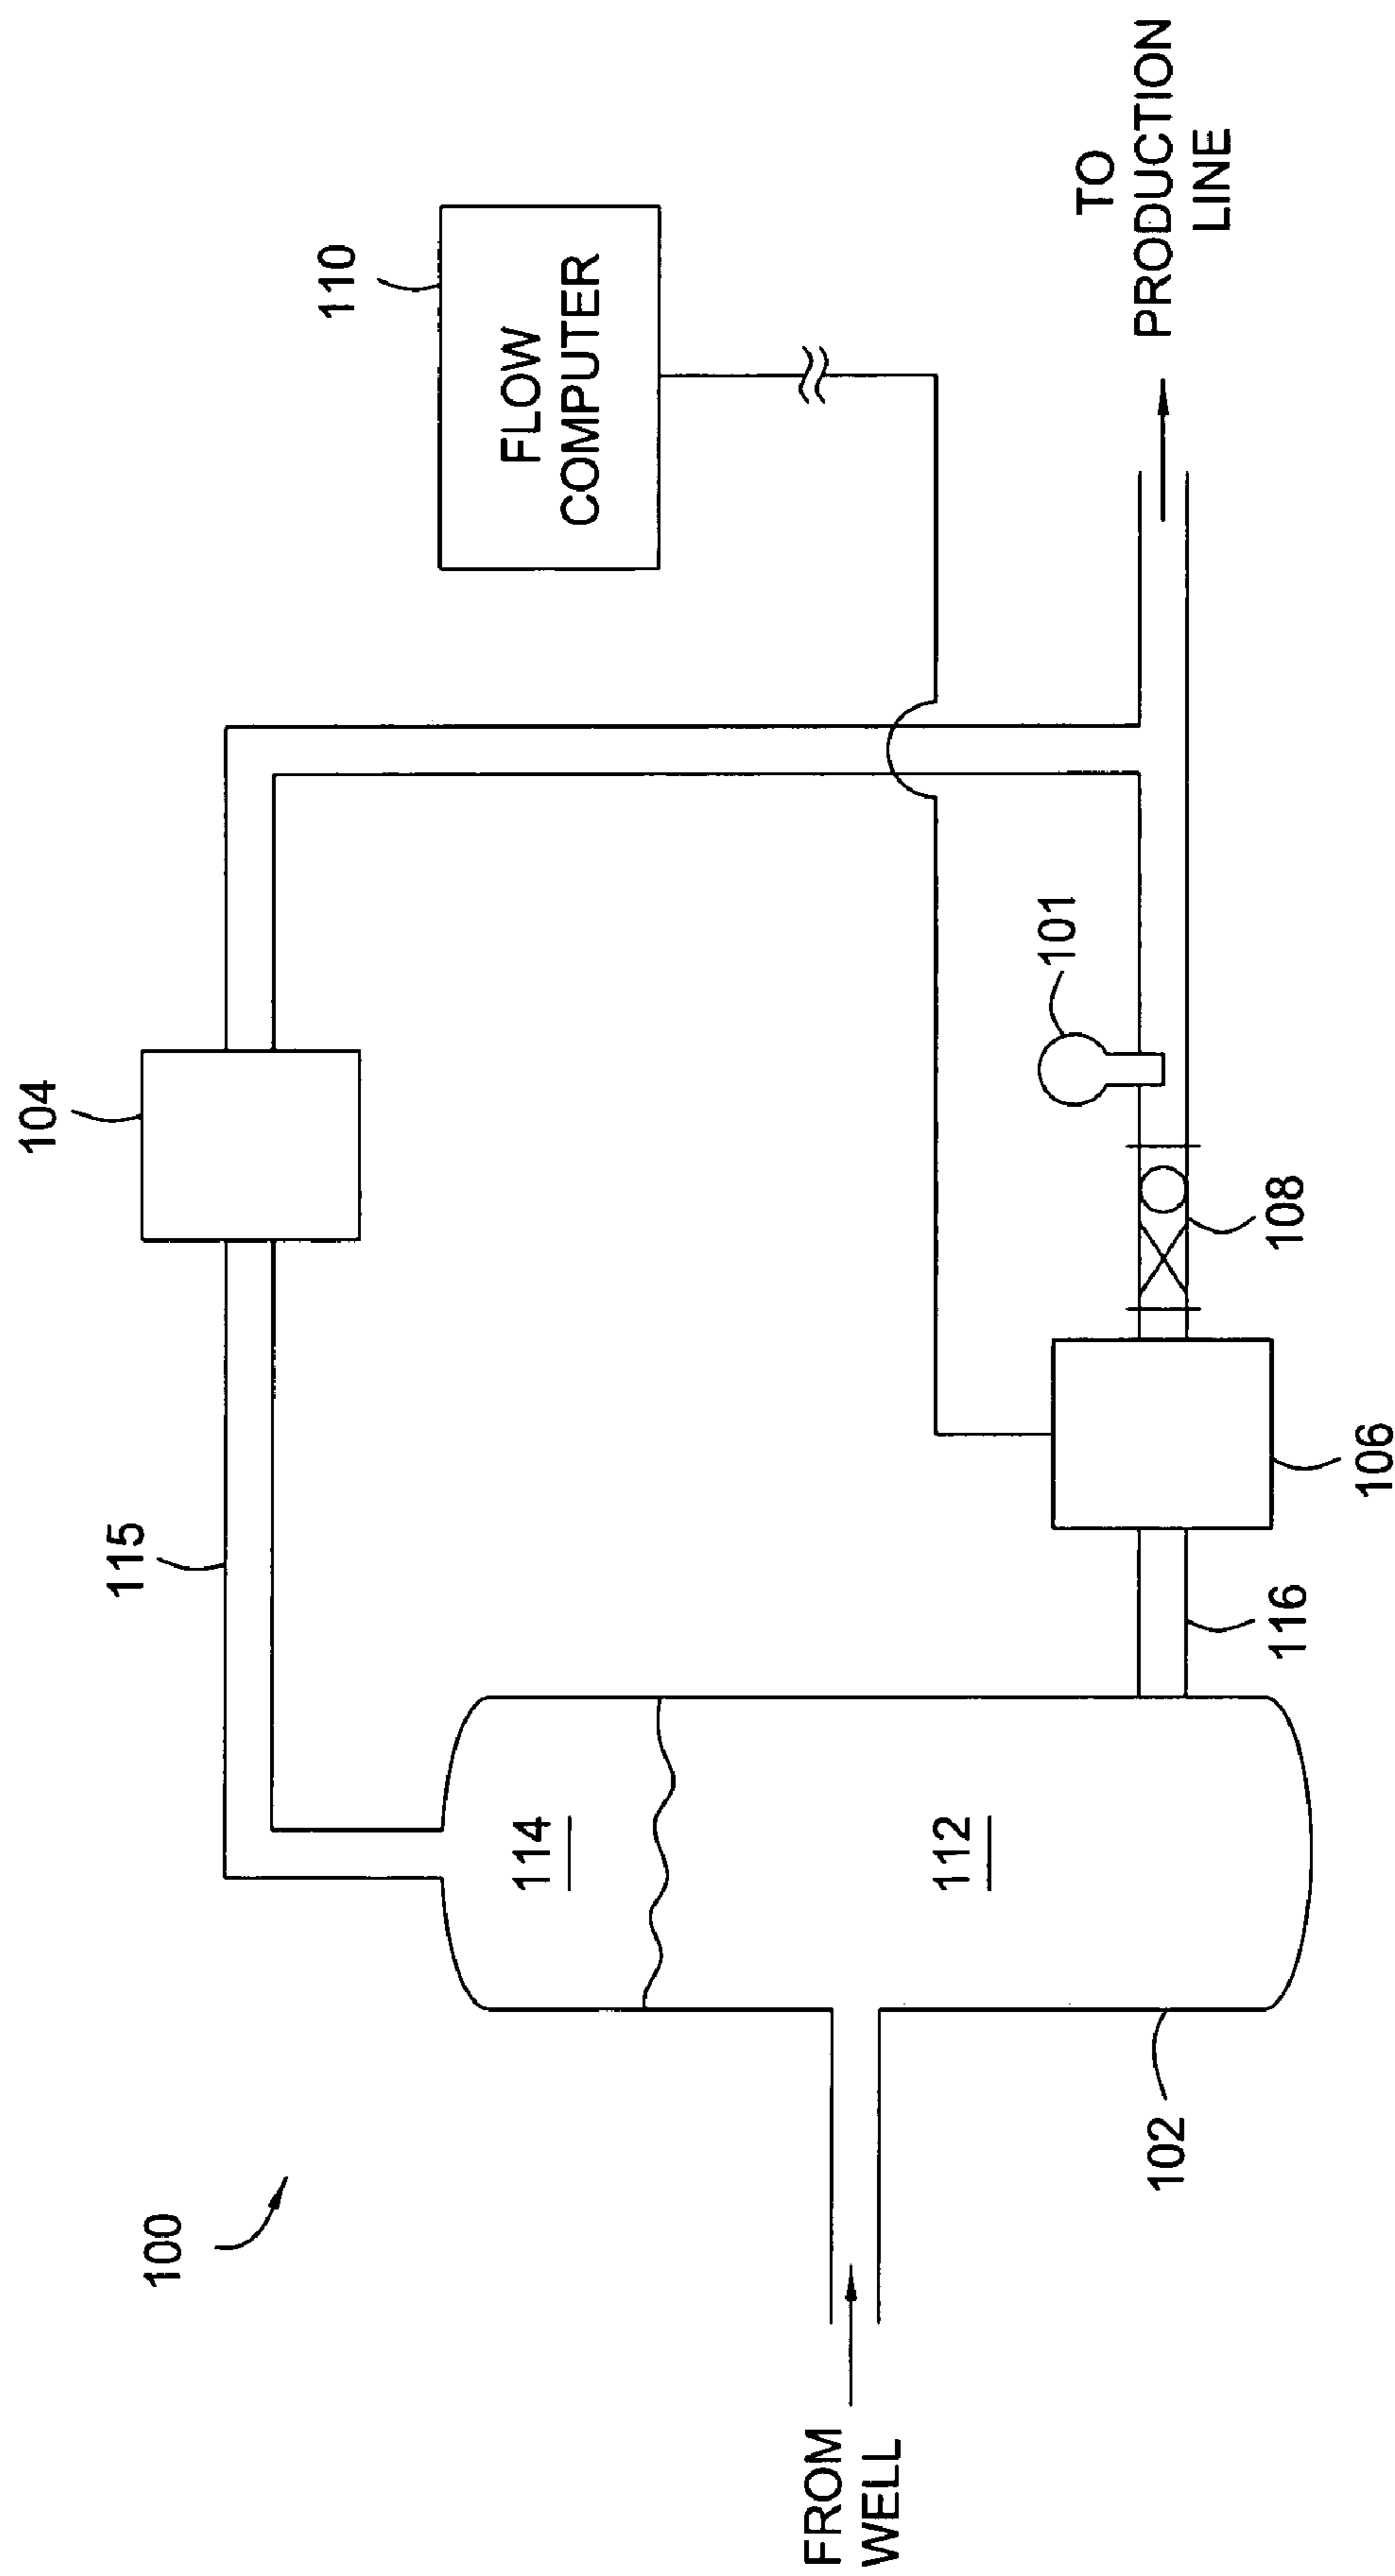 100
104
115
110
FLOW
COMPUTER
114
112
101
FROM
WELL
102
116
106
108
TO
PRODUCTION
LINE